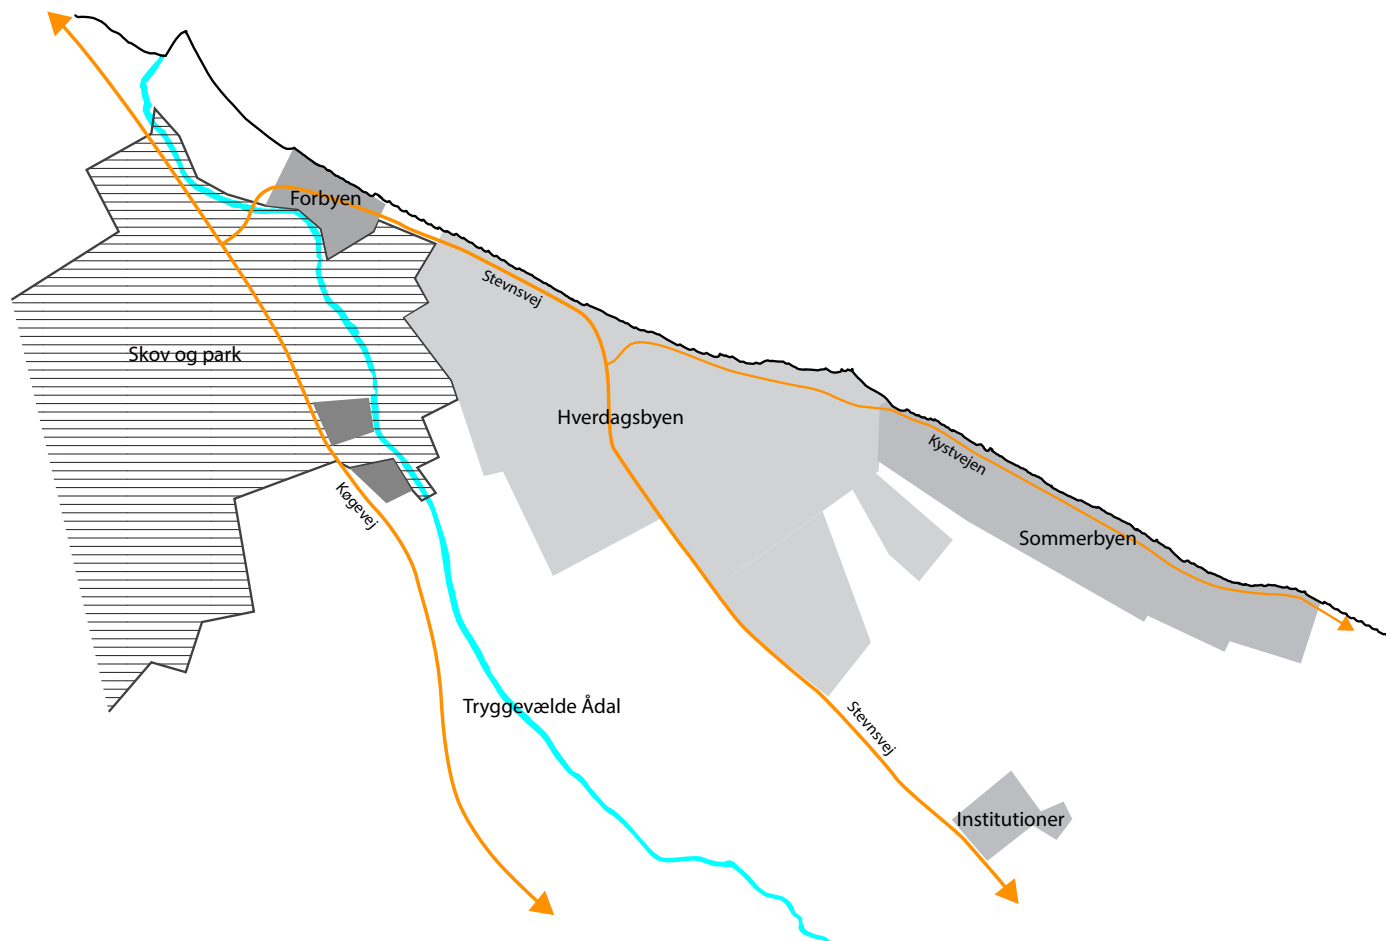 Forbyen
Stevnsvej
Skov og park
Hverdagsbyen
Kystvejen
Køgevej
Sommerbyen
Tryggevælde Ådal
Stevnsvej
Institutioner